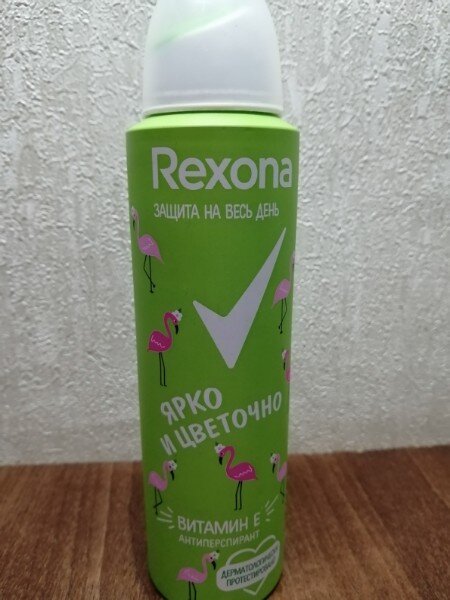 Rexona
ЗАЩИТА НА ВЕСЬ ДЕНЬ
ЯРКО
И ЦВЕТОЧНО
ВИТАМИН Е
АНТИПЕРСПИРАНТ
ДЕРМАТОЛОГИЧЕСКИ
ПРОТЕСТИРОВАНО